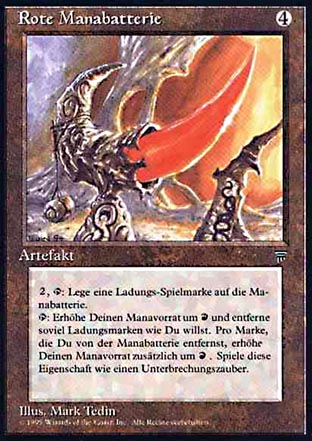 Rote Manabatterie 4
Artefakt
2, : Lege eine Ladungs-Spielmarke auf die Ma-
nabatterie.
: Erhöhe Deinen Manavorrat um und entferne
soviel Ladungsmarken wie Du willst. Pro Marke,
die Du von der Manabatterie entfernst, erhöhe
Deinen Manavorrat zusätzlich um . Spiele diese
Eigenschaft wie einen Unterbrechungszauber.
Illus. Mark Tedin
© 1995 Wizards of the Coast, Inc. Alle Rechte vorbehalten.